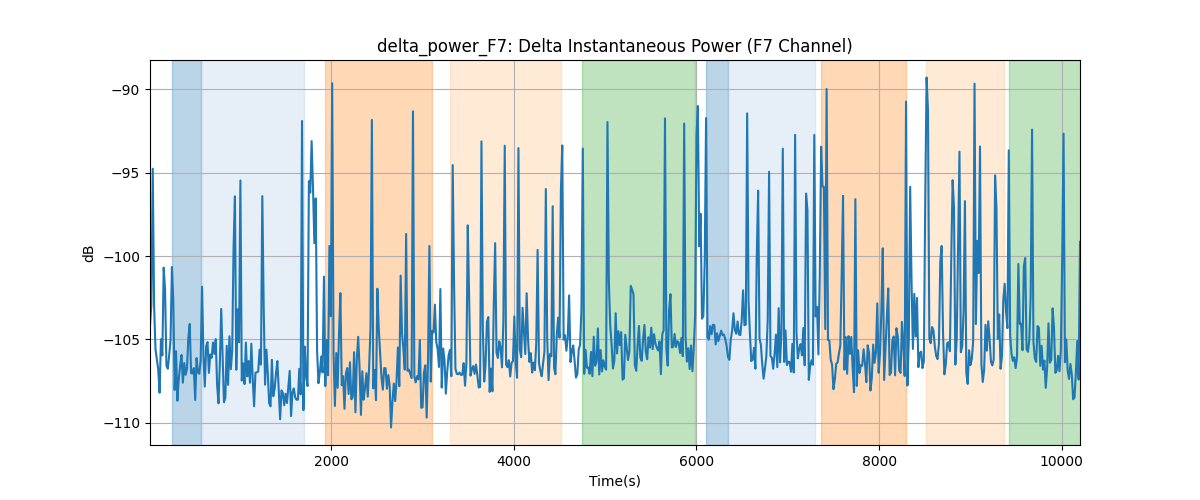 delta_power_F7: Delta Instantaneous Power (F7 Channel)
−90
−95
−100
−105
−110
dB
2000 4000 6000 8000 10000
Time(s)